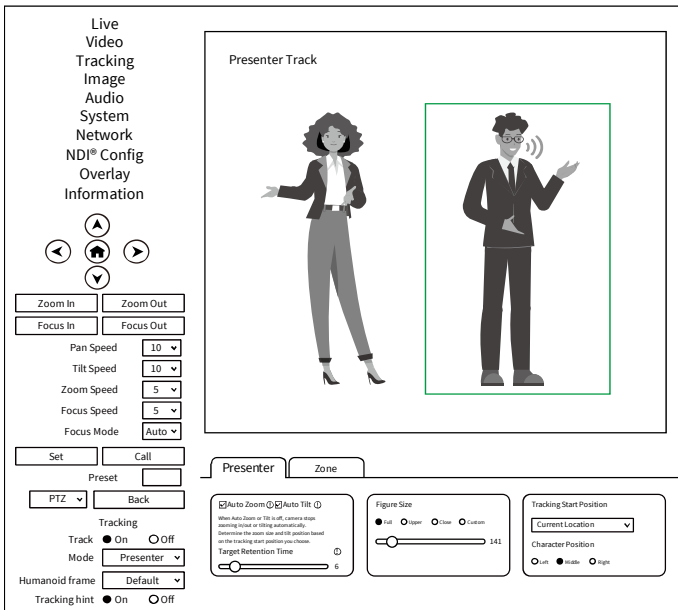 Live
Video
Tracking
Image
Audio
System
Network
NDI® Config
Overlay
Information
Zoom In Zoom Out
Focus In Focus Out
Pan Speed 10
Tilt Speed 10
Zoom Speed 5
Focus Speed 5
Focus Mode Auto
Set Call
Preset
PTZ Back
Tracking
Track On Off
Mode Presenter
Humanoid frame Default
Tracking hint On Off
Presenter Track
Presenter Zone
Auto Zoom Auto Tilt
When Auto Zoom or Tilt is off, camera stops
zooming in/out or tilting automatically.
Determine the zoom size and tilt position based
on the tracking start position you choose.
Target Retention Time
6
Figure Size
Full Upper Close Custom
141
Tracking Start Position
Current Location
Character Position
Left Middle Right